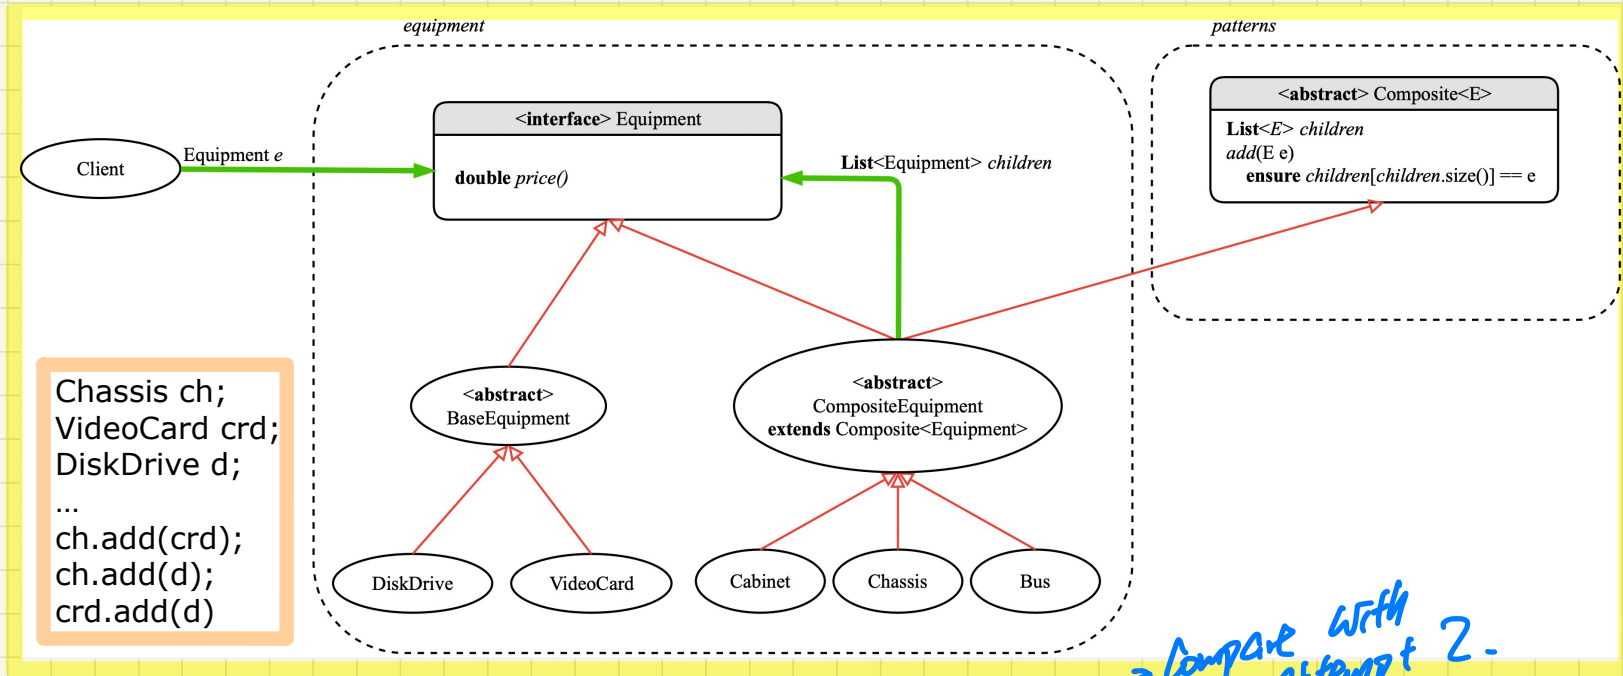 equipment
patterns
<interface> Equipment
double price()
<abstract> Composite<E>
List<E> children
add(E e)
ensure children[children.size()] == e
Client
Equipment e
List<Equipment> children
<abstract>
BaseEquipment
<abstract>
CompositeEquipment
extends Composite<Equipment>
Chassis ch;
VideoCard crd;
DiskDrive d;
...
ch.add(crd);
ch.add(d);
crd.add(d)
DiskDrive
VideoCard
Cabinet
Chassis
Bus
Compare with
attempt 2.